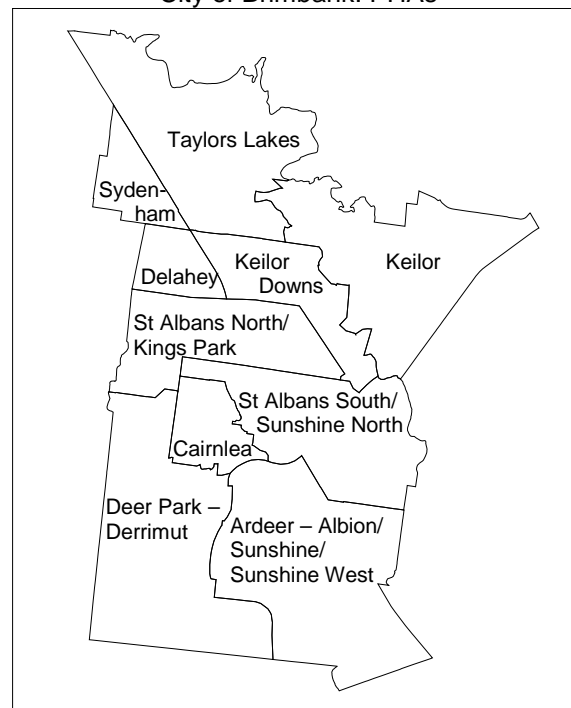 City of Brimbank:
Taylors Lakes
Syden-
ham
Keilor
Downs
Keilor
Delahey
St Albans North/
Kings Park
St Albans South/
Sunshine North
Cairnlea
Deer Park –
Derrimut
Ardeer – Albion/
Sunshine/
Sunshine West